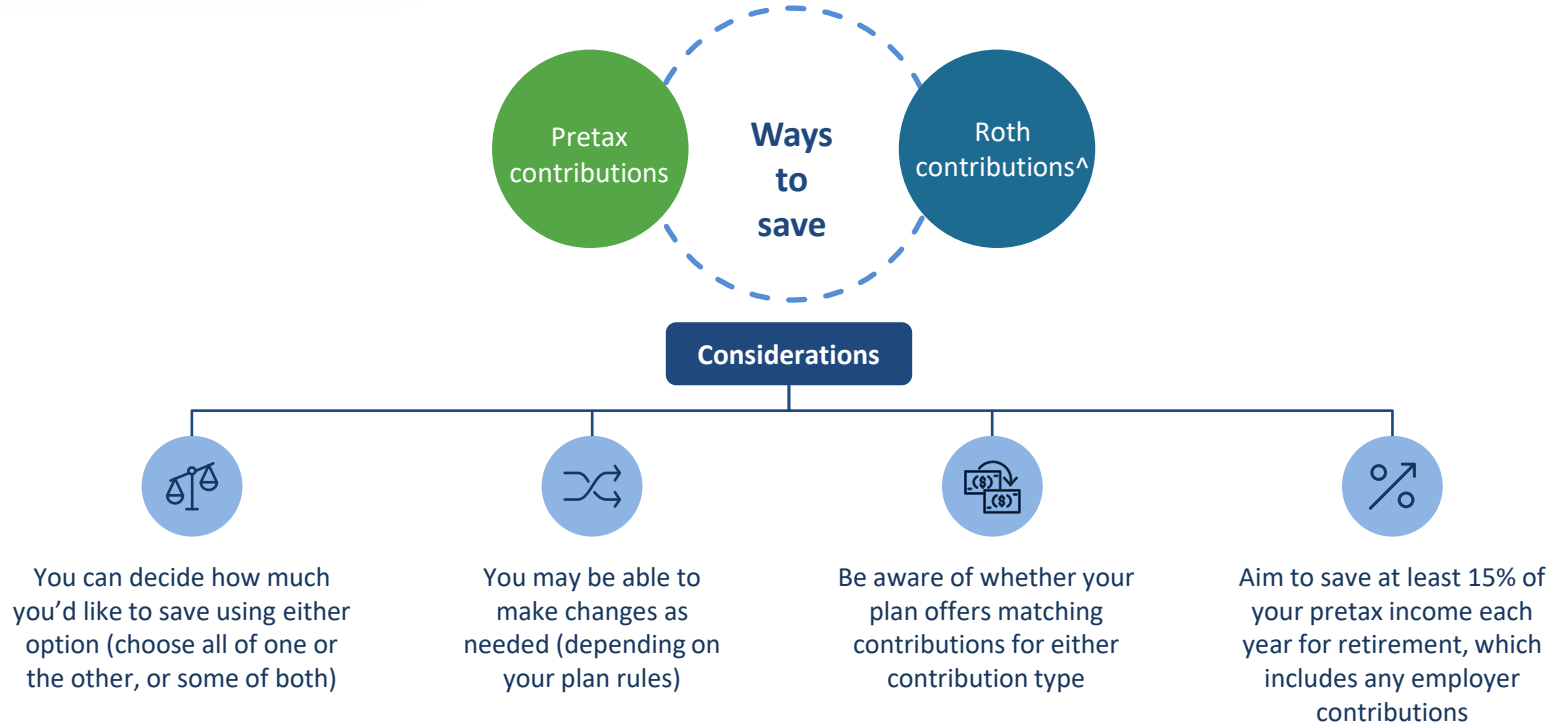 Pretax
contributions
Ways
to
save
Roth
contributions^
Considerations
You can decide how much
you’d like to save using either
option (choose all of one or
the other, or some of both)
You may be able to
make changes as
needed (depending on
your plan rules)
($)
($)
Be aware of whether your
plan offers matching
contributions for either
contribution type
Aim to save at least 15% of
your pretax income each
year for retirement, which
includes any employer
contributions